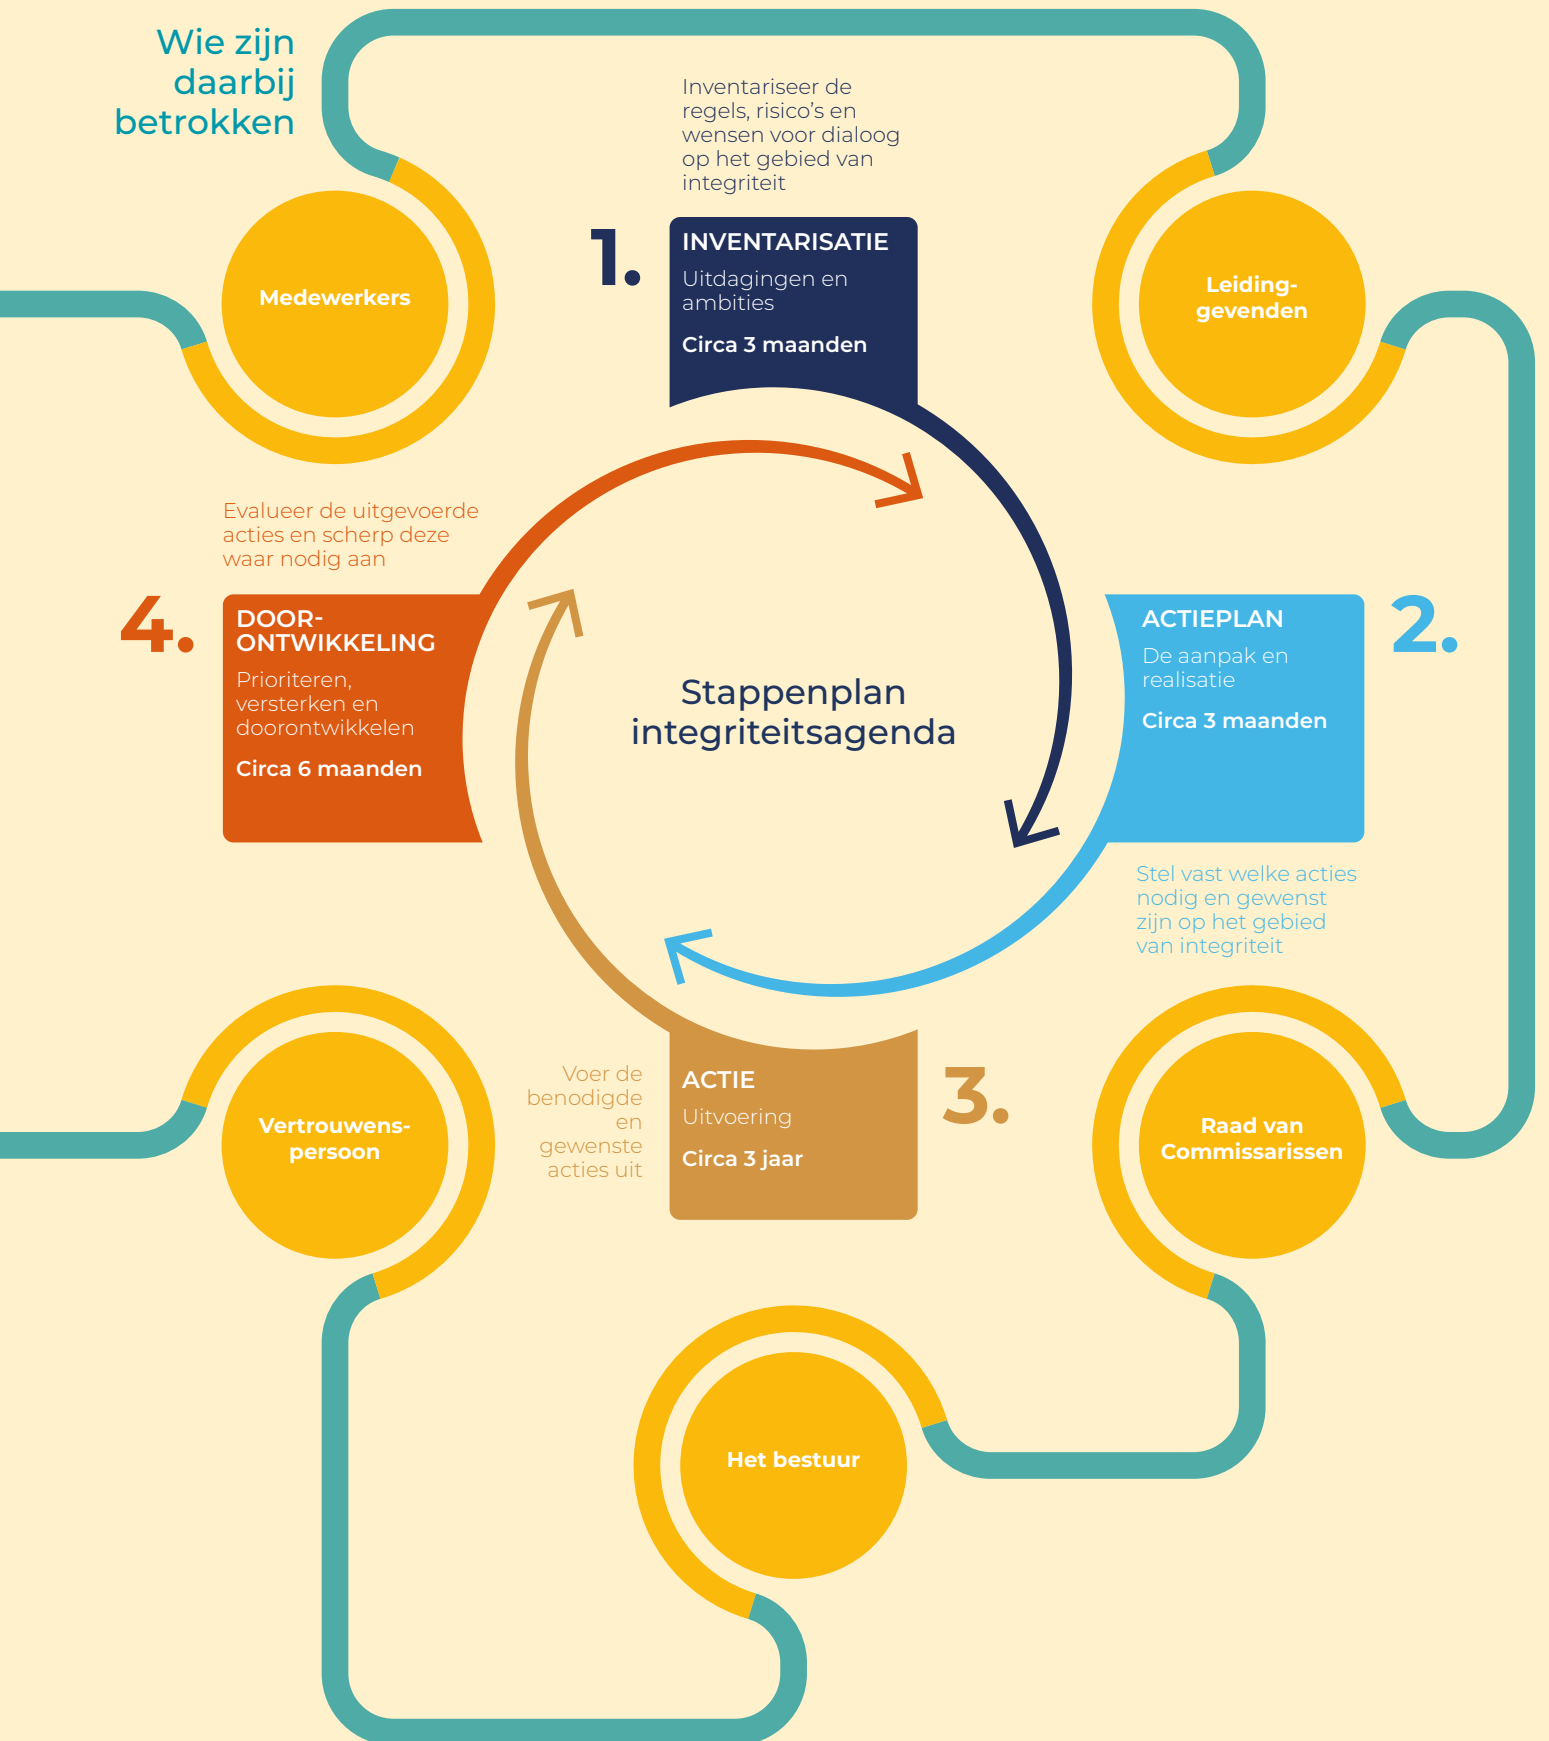 Wie zijn
daarbij
betrokken
Inventariseer de
regels, risico’s en
wensen voor dialoog
op het gebied van
integriteit
1.
INVENTARISATIE
Uitdagingen en
ambities
Circa 3 maanden
Medewerkers
Leiding-
gevenden
Evalueer de uitgevoerde
acties en scherp deze
waar nodig aan
4.
DOOR-
ONTWIKKELING
Prioriteren,
versterken en
doorontwikkelen
Circa 6 maanden
Stappenplan
integriteitsagenda
ACTIEPLAN
De aanpak en
realisatie
Circa 3 maanden
2.
Stel vast welke acties
nodig en gewenst
zijn op het gebied
van integriteit
Voer de
benodigde
en
gewenste
acties uit
ACTIE
Uitvoering
Circa 3 jaar
3.
Vertrouwens-
persoon
Raad van
Commissarissen
Het bestuur